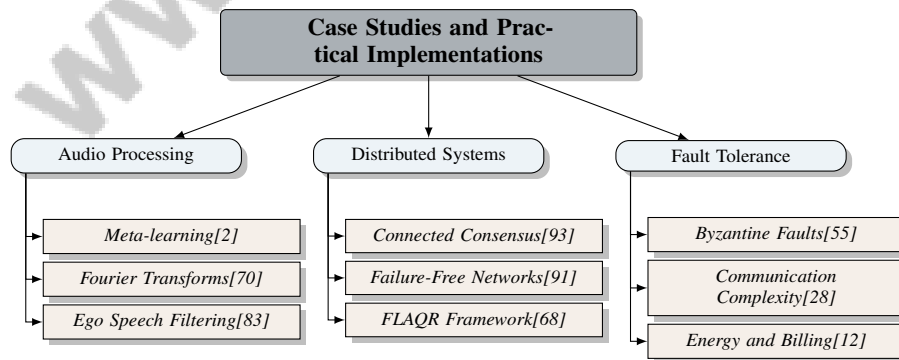 Case Studies and Prac-
tical Implementations
Audio Processing
Meta-learning[2]
Fourier Transforms[70]
Ego Speech Filtering[83]
Distributed Systems
Connected Consensus[93]
Failure-Free Networks[91]
FLAQR Framework[68]
Fault Tolerance
Byzantine Faults[55]
Communication
Complexity[28]
Energy and Billing[12]